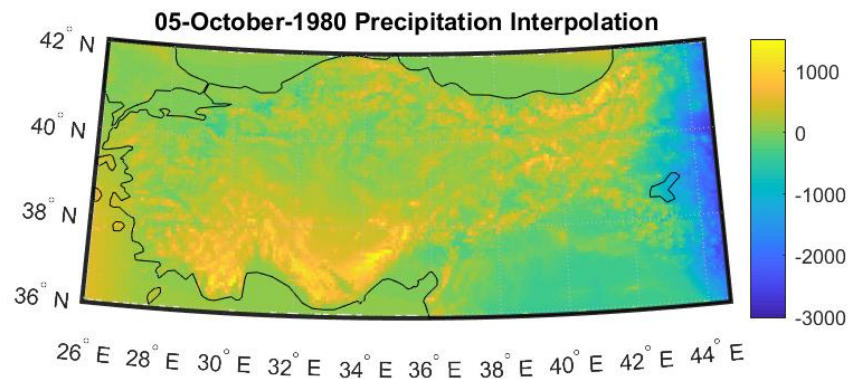 05-October-1980 Precipitation Interpolation
42° N
40° N
38° N
36° N
26° E 28° E 30° E 32° E 34° E 36° E 38° E 40° E 42° E 44° E
1000
0
-1000
-2000
-3000